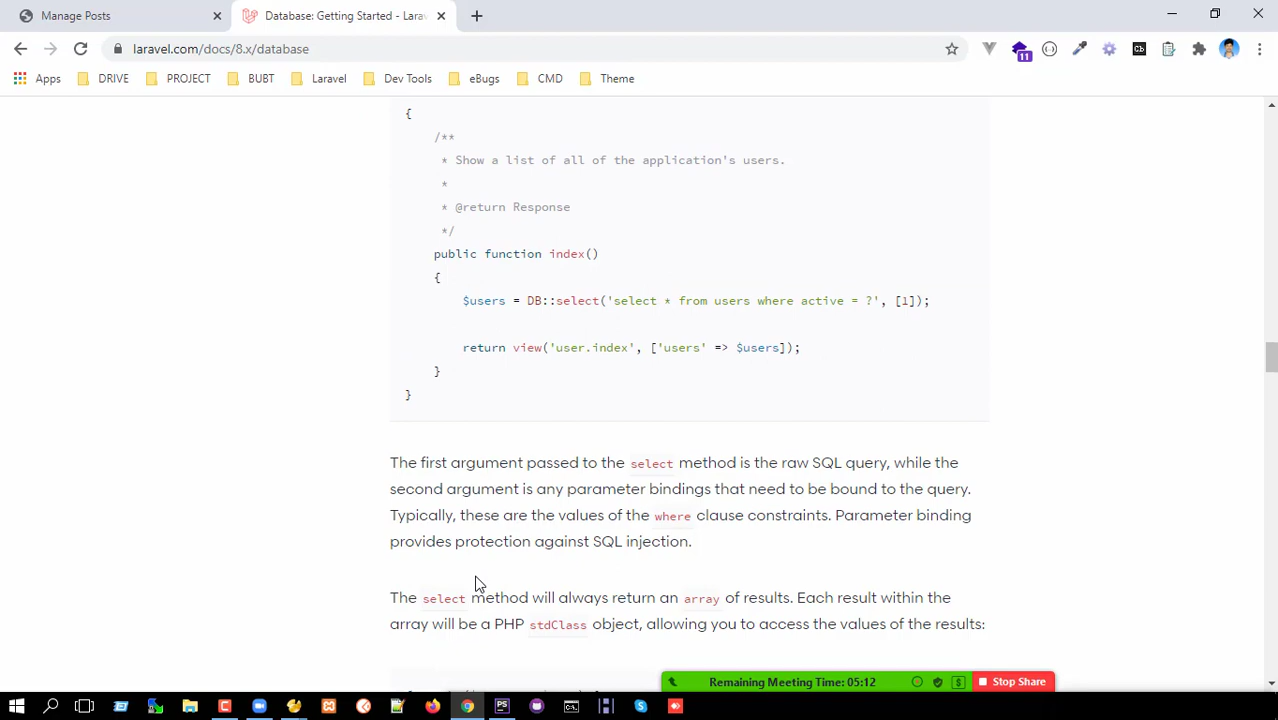 Manage Posts
Database: Getting Started - Larav
laravel.com/docs/8.x/database
11
Cb
Apps
DRIVE
PROJECT
BUBT
Laravel
Dev Tools
eBugs
CMD
Theme
{
/**
* Show a list of all of the application's users.
*
* @return Response
*/
public function index()
{
$users = DB::select('select * from users where active = ?', [1]);
return view('user.index', ['users' => $users]);
}
}
The first argument passed to the select method is the raw SQL query, while the
second argument is any parameter bindings that need to be bound to the query.
Typically, these are the values of the where clause constraints. Parameter binding
provides protection against SQL injection.
The select method will always return an array of results. Each result within the
array will be a PHP stdClass object, allowing you to access the values of the results:
Remaining Meeting Time: 05:12
Stop Share
PS